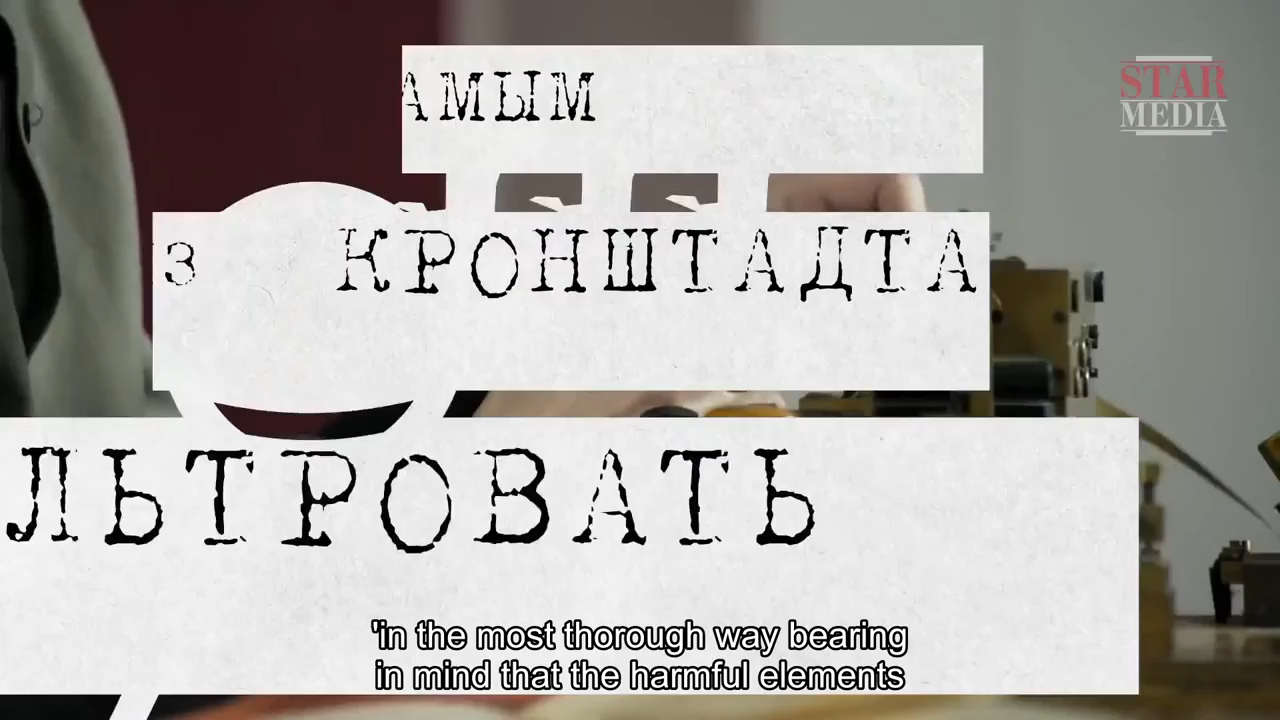 АМЫМ
STAR
MEDIA
З КРОНШТАДТА
ЛЬТРОВАТЬ
'in the most thorough way bearing
in mind that the harmful elements